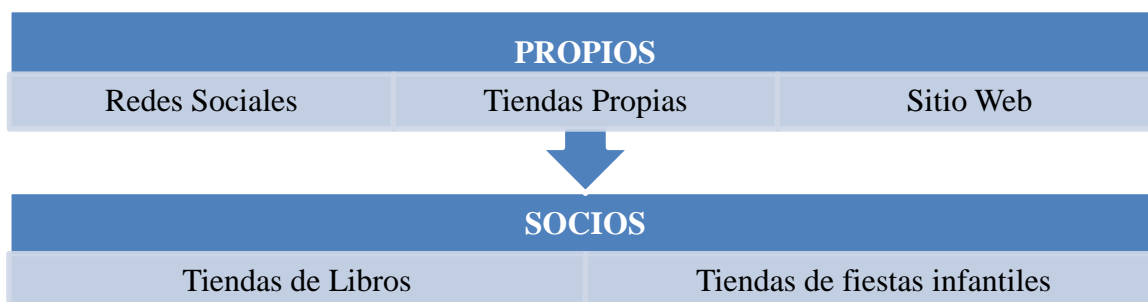 PROPIOS
Redes Sociales
Tiendas Propias
Sitio Web
SOCIOS
Tiendas de Libros
Tiendas de fiestas infantiles